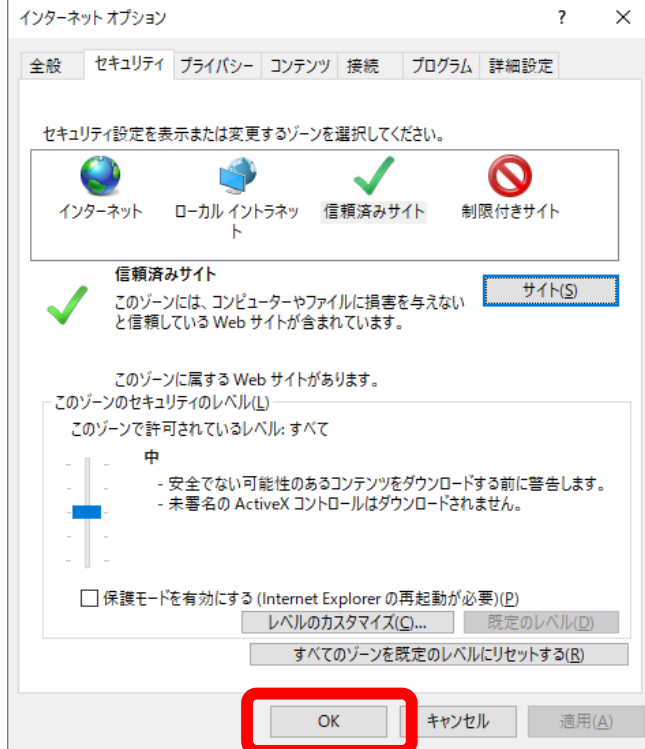 インターネット オプション ? ×
全般 セキュリティ プライバシー コンテンツ 接続 プログラム 詳細設定
セキュリティ設定を表示または変更するゾーンを選択してください。
インターネット ローカル イントラネッ 信頼済みサイト 制限付きサイト
ト
信頼済みサイト
サイト(S)
このゾーンには、コンピューターやファイルに損害を与えない
と信頼している Web サイトが含まれています。
このゾーンに属する Web サイトがあります。
このゾーンのセキュリティのレベル(L)
このゾーンで許可されているレベル: すべて
中
- 安全でない可能性のあるコンテンツをダウンロードする前に警告します。
- 未署名の ActiveX コントロールはダウンロードされません。
保護モードを有効にする (Internet Explorer の再起動が必要)(P)
レベルのカスタマイズ(C)... 既定のレベル(D)
すべてのゾーンを既定のレベルにリセットする(R)
OK キャンセル 適用(A)